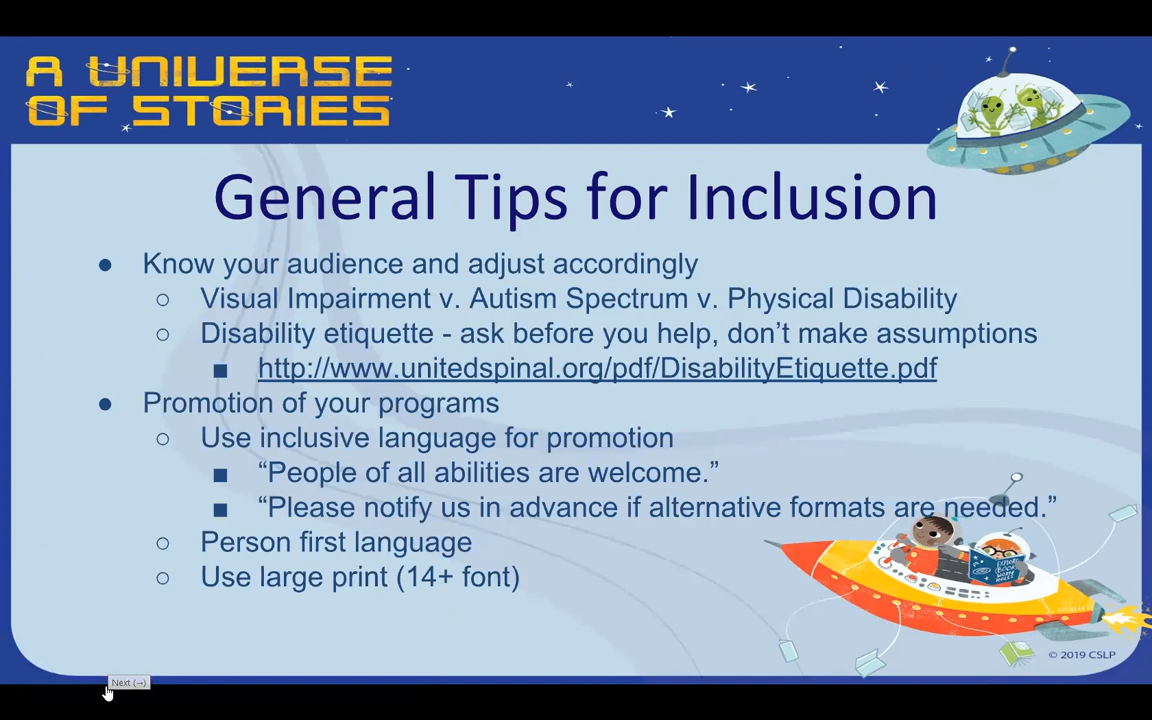 A UNIVERSE
OF STORIES
General Tips for Inclusion
● Know your audience and adjust accordingly
○ Visual Impairment v. Autism Spectrum v. Physical Disability
○ Disability etiquette - ask before you help, don’t make assumptions
■ http://www.unitedspinal.org/pdf/DisabilityEtiquette.pdf
● Promotion of your programs
○ Use inclusive language for promotion
■ “People of all abilities are welcome.”
■ “Please notify us in advance if alternative formats are needed.”
○ Person first language
○ Use large print (14+ font)
© 2019 CSLP
Next (→)